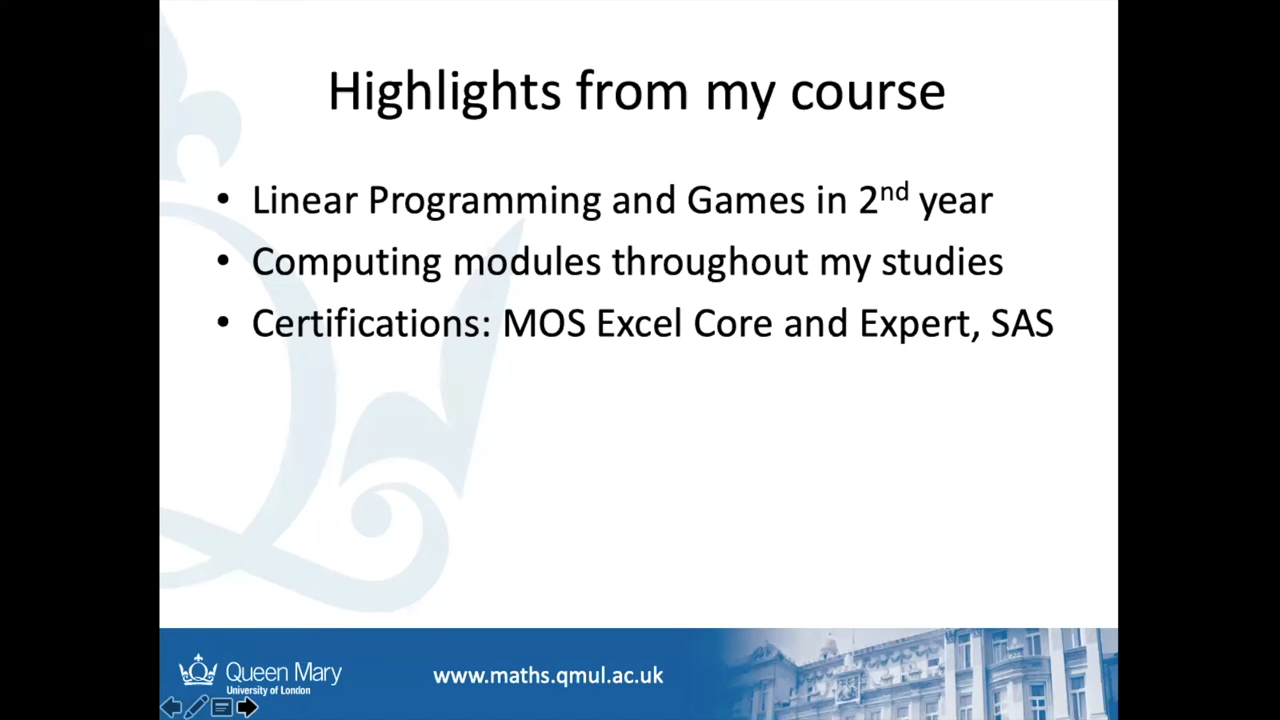 Highlights from my course
• Linear Programming and Games in 2nd year
• Computing modules throughout my studies
• Certifications: MOS Excel Core and Expert, SAS
Queen Mary
University of London
www.maths.qmul.ac.uk